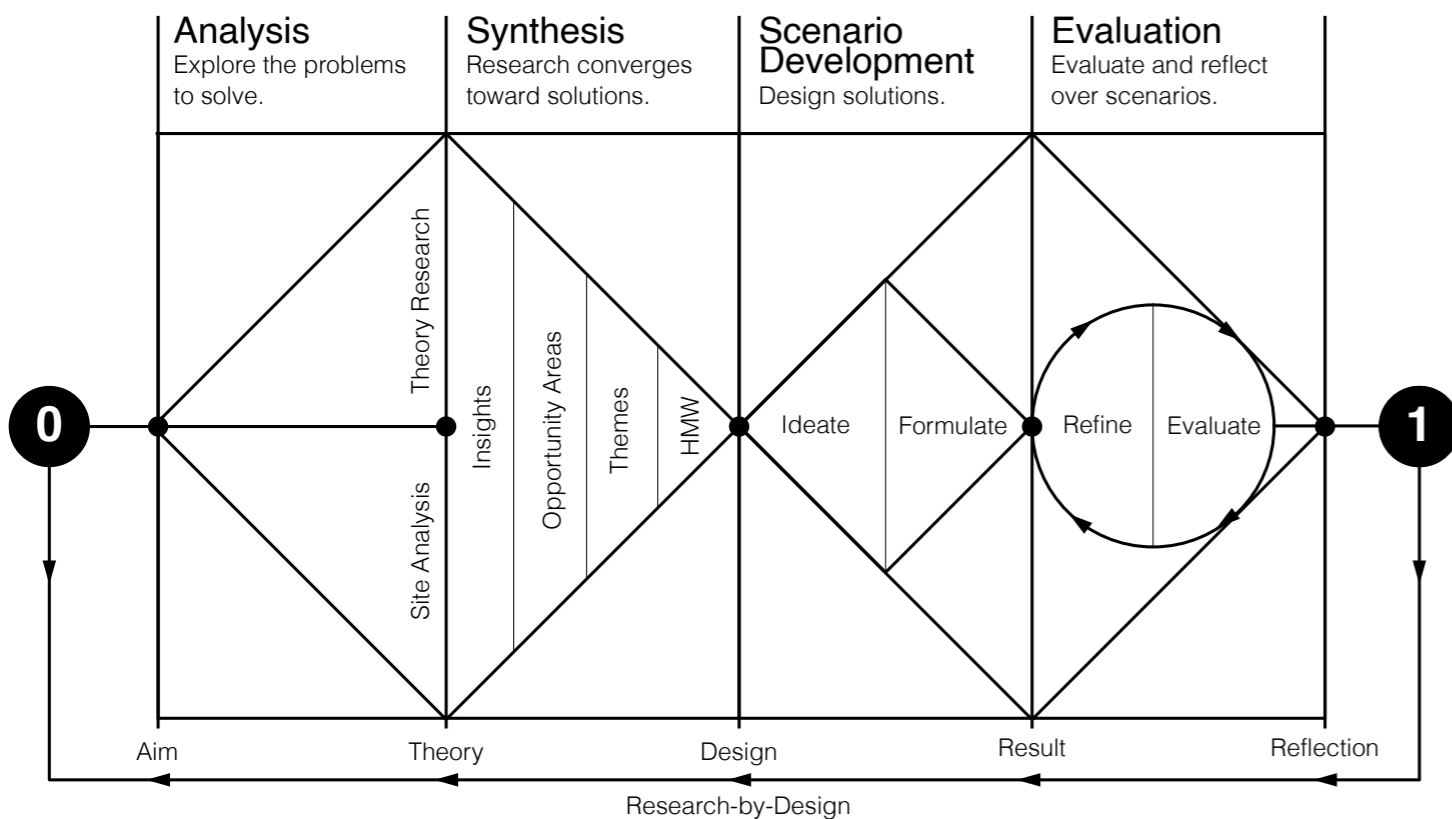 Analysis
Explore the problems
to solve.
Synthesis
Research converges
toward solutions.
Scenario
Development
Design solutions.
Evaluation
Evaluate and reflect
over scenarios.
0
Theory Research
Site Analysis
Insights
Opportunity Areas
Themes
HMW
Ideate
Formulate
Refine
Evaluate
1
Aim
Theory
Design
Result
Reflection
Research-by-Design